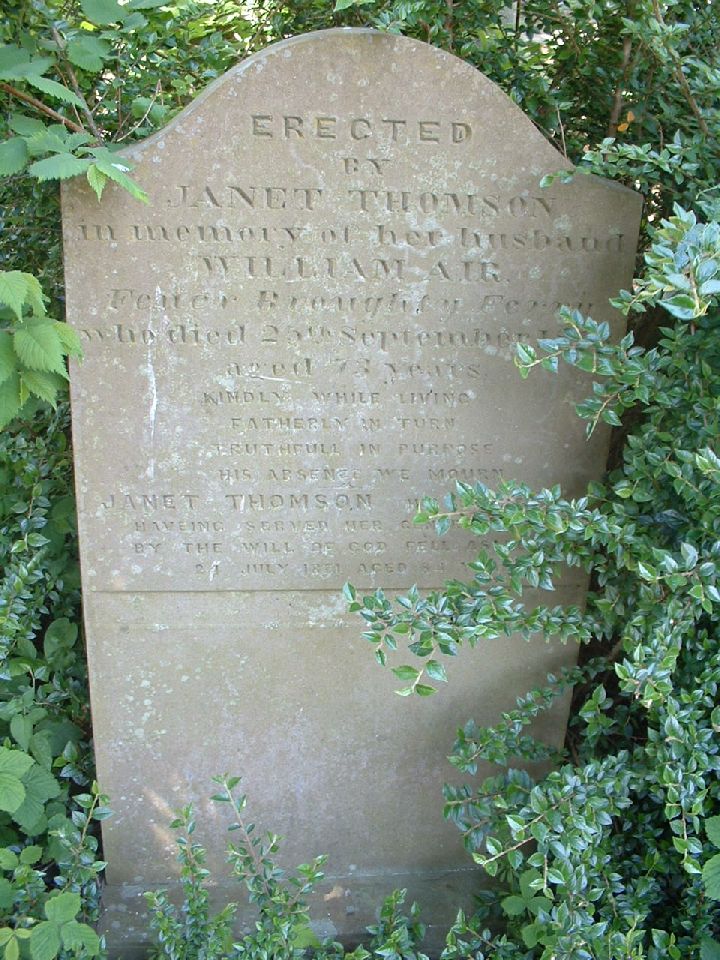 ERECTED
BY
JANET THOMSON
in memory of her husband
WILLIAM AIR.
Feuer Broughty Ferry
who died 25th September
aged 73 years.
KINDLY WHILE LIVING
FATHERLY IN TURN
TRUTHFULL IN PURPOSE
HIS ABSENCE WE MOURN
JANET THOMSON
HAVEING SERVED HER
BY THE WILL OF GOD FELL
JULY AGED 84